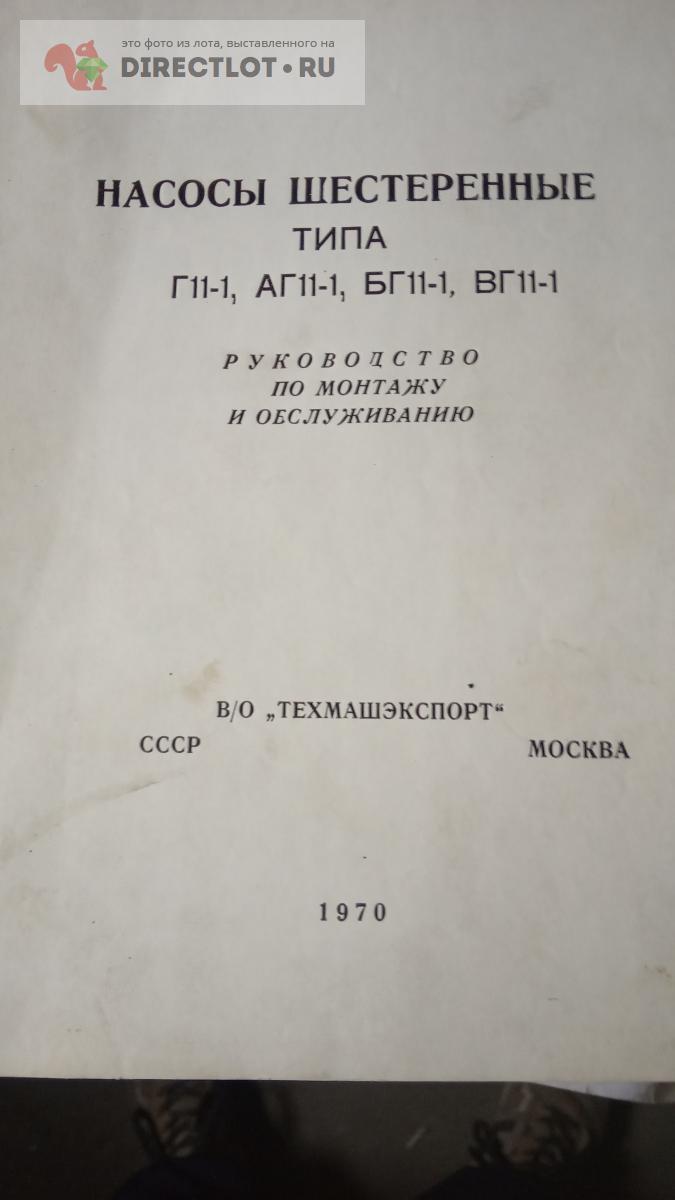 это фото из лота, выставленного на
DIRECTLOT•RU
НАСОСЫ ШЕСТЕРЕННЫЕ
ТИПА
Г11-1, АГ11-1, БГ11-1, ВГ11-1
РУКОВОДСТВО
ПО МОНТАЖУ
И ОБСЛУЖИВАНИЮ
В/О „ТЕХМАШЭКСПОРТ“
СССР МОСКВА
1970